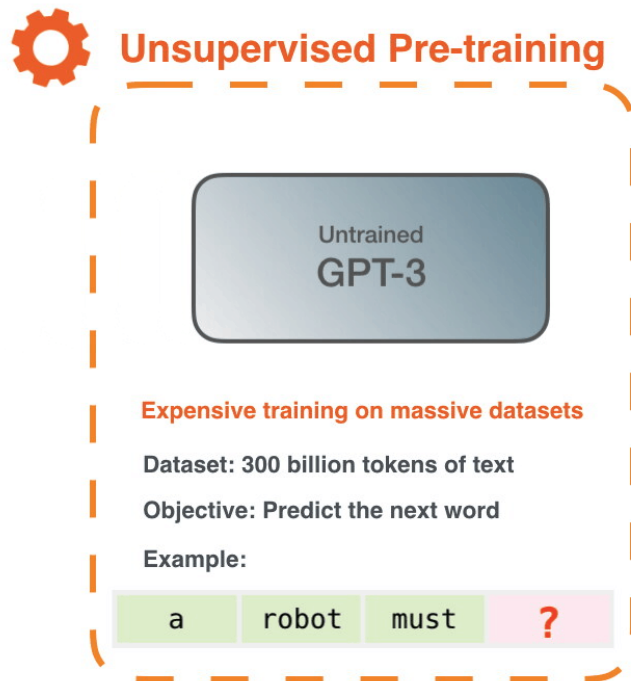 Unsupervised Pre-training
Untrained
GPT-3
Expensive training on massive datasets
Dataset: 300 billion tokens of text
Objective: Predict the next word
Example:
a robot must ?